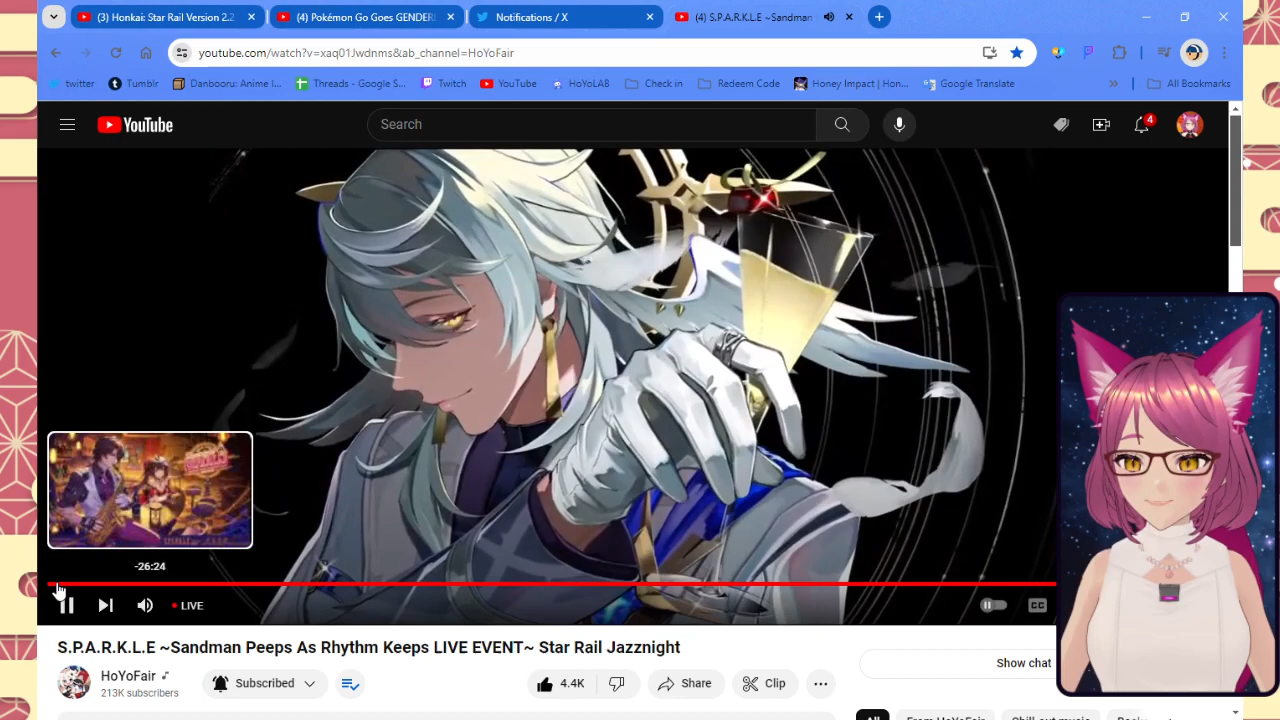 (3) Honkai: Star Rail Version 2.2
(4) Pokémon Go Goes GENDERL
Notifications / X
(4) S.P.A.R.K.L.E ~Sandman
youtube.com/watch?v=xaq01Jwdnms&ab_channel=HoYoFair
twitter
Tumblr
Danbooru: Anime I...
Threads - Google S...
Twitch
YouTube
HoYoLAB
Check in
Redeem Code
Honey Impact | Hon...
Google Translate
»
All Bookmarks
YouTube
Search
4
-26:24
LIVE
CC
S.P.A.R.K.L.E ~Sandman Peeps As Rhythm Keeps LIVE EVENT~ Star Rail Jazznight
HoYoFair
213K subscribers
Subscribed
4.4K
Share
Clip
Show chat
All
From HoYoFair
Chill-out music